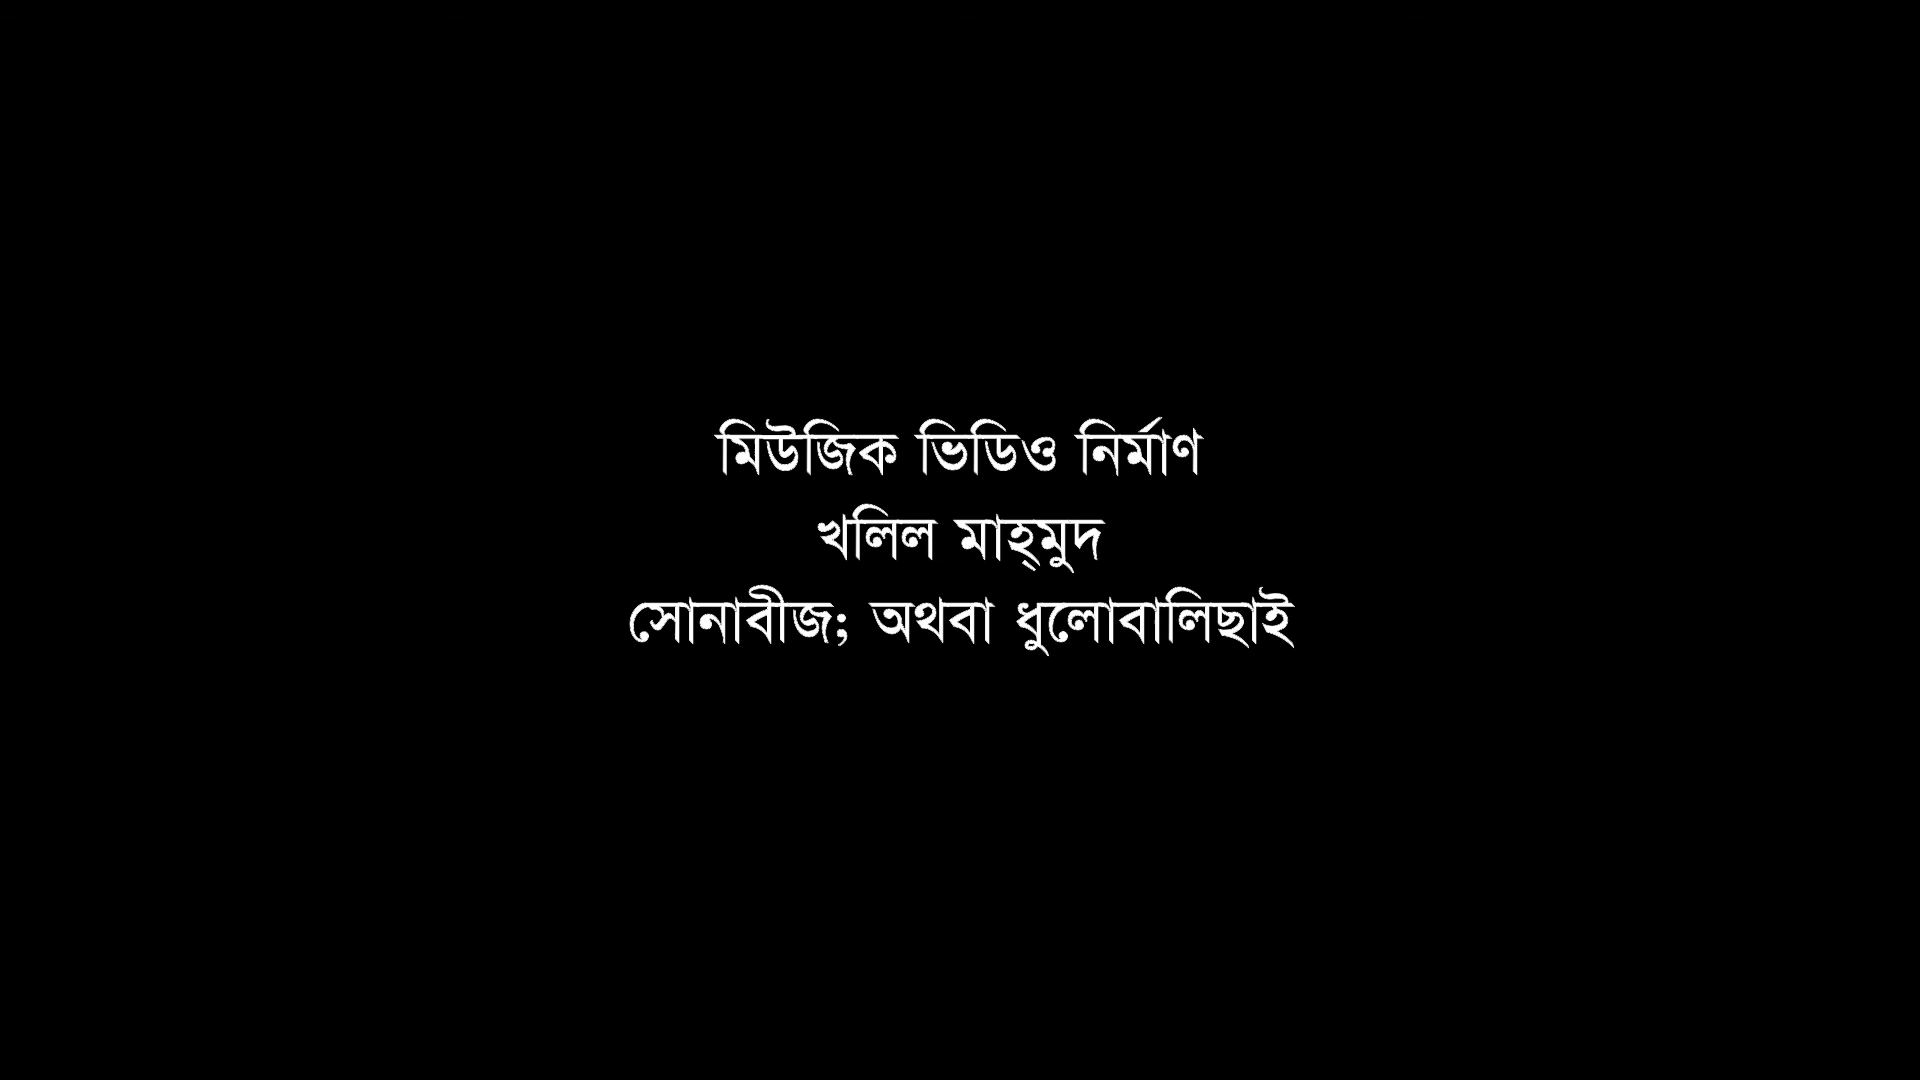 মিউজিক ভিডিও নির্মাণ
খলিল মাহ্‌মুদ
সোনাবীজ; অথবা ধুলোবালিছাই